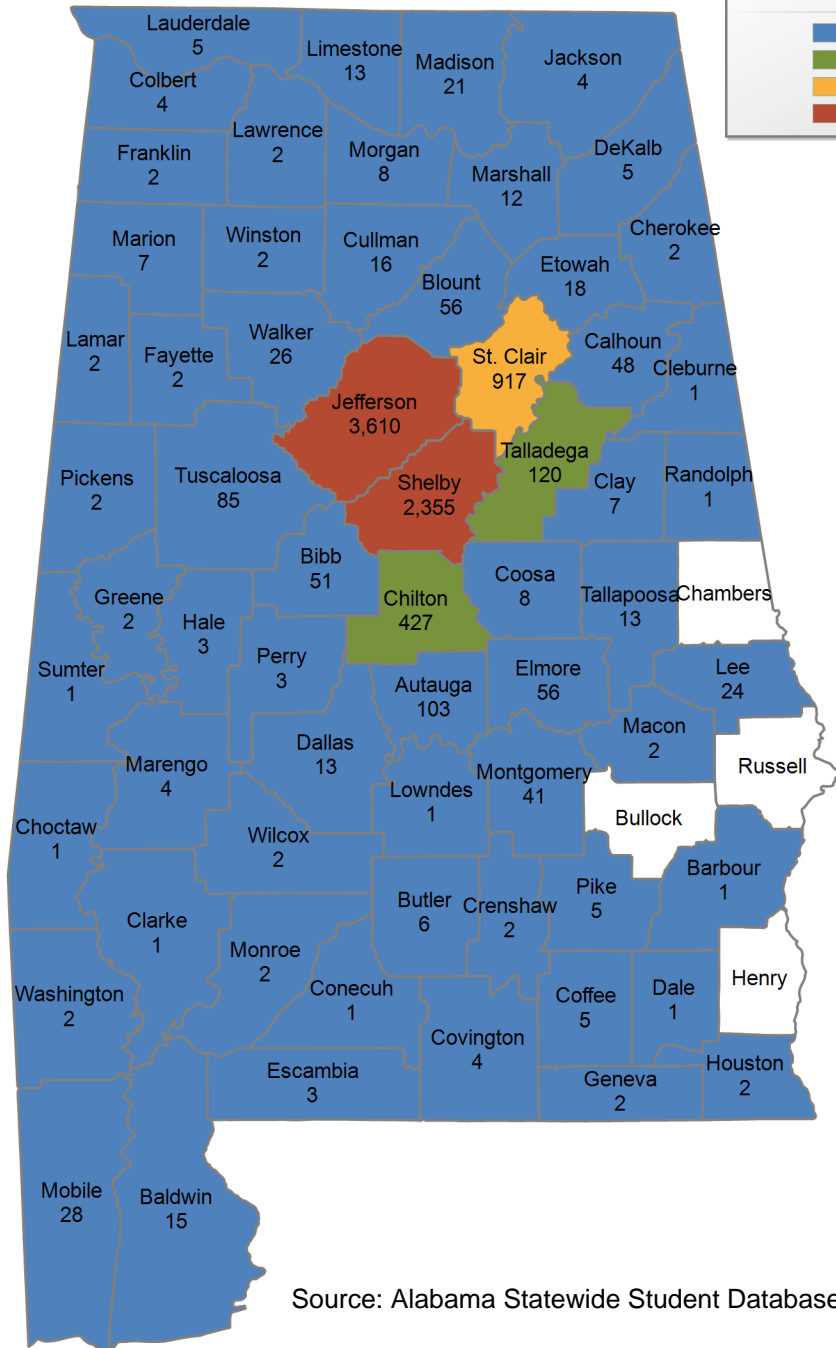 Lauderdale
5
Limestone
13
Madison
21
Jackson
4
Colbert
4
Lawrence
2
Franklin
2
Morgan
8
DeKalb
5
Marshall
12
Marion
7
Winston
2
Cullman
16
Cherokee
2
Etowah
18
Blount
56
Lamar
2
Fayette
2
Walker
26
St. Clair
917
Calhoun
48
Cleburne
1
Jefferson
3,610
Talladega
120
Pickens
2
Tuscaloosa
85
Shelby
2,355
Clay
7
Randolph
1
Bibb
51
Coosa
8
Tallapoosa
13
Chambers
Greene
2
Hale
3
Chilton
427
Perry
3
Sumter
1
Autauga
103
Elmore
56
Lee
24
Macon
2
Marengo
4
Dallas
13
Lowndes
1
Montgomery
41
Russell
Bullock
Choctaw
1
Wilcox
2
Barbour
1
Clarke
1
Butler
6
Crenshaw
2
Pike
5
Monroe
2
Henry
Washington
2
Conecuh
1
Coffee
5
Dale
1
Covington
4
Escambia
3
Geneva
2
Houston
2
Mobile
28
Baldwin
15
Source: Alabama Statewide Student Database